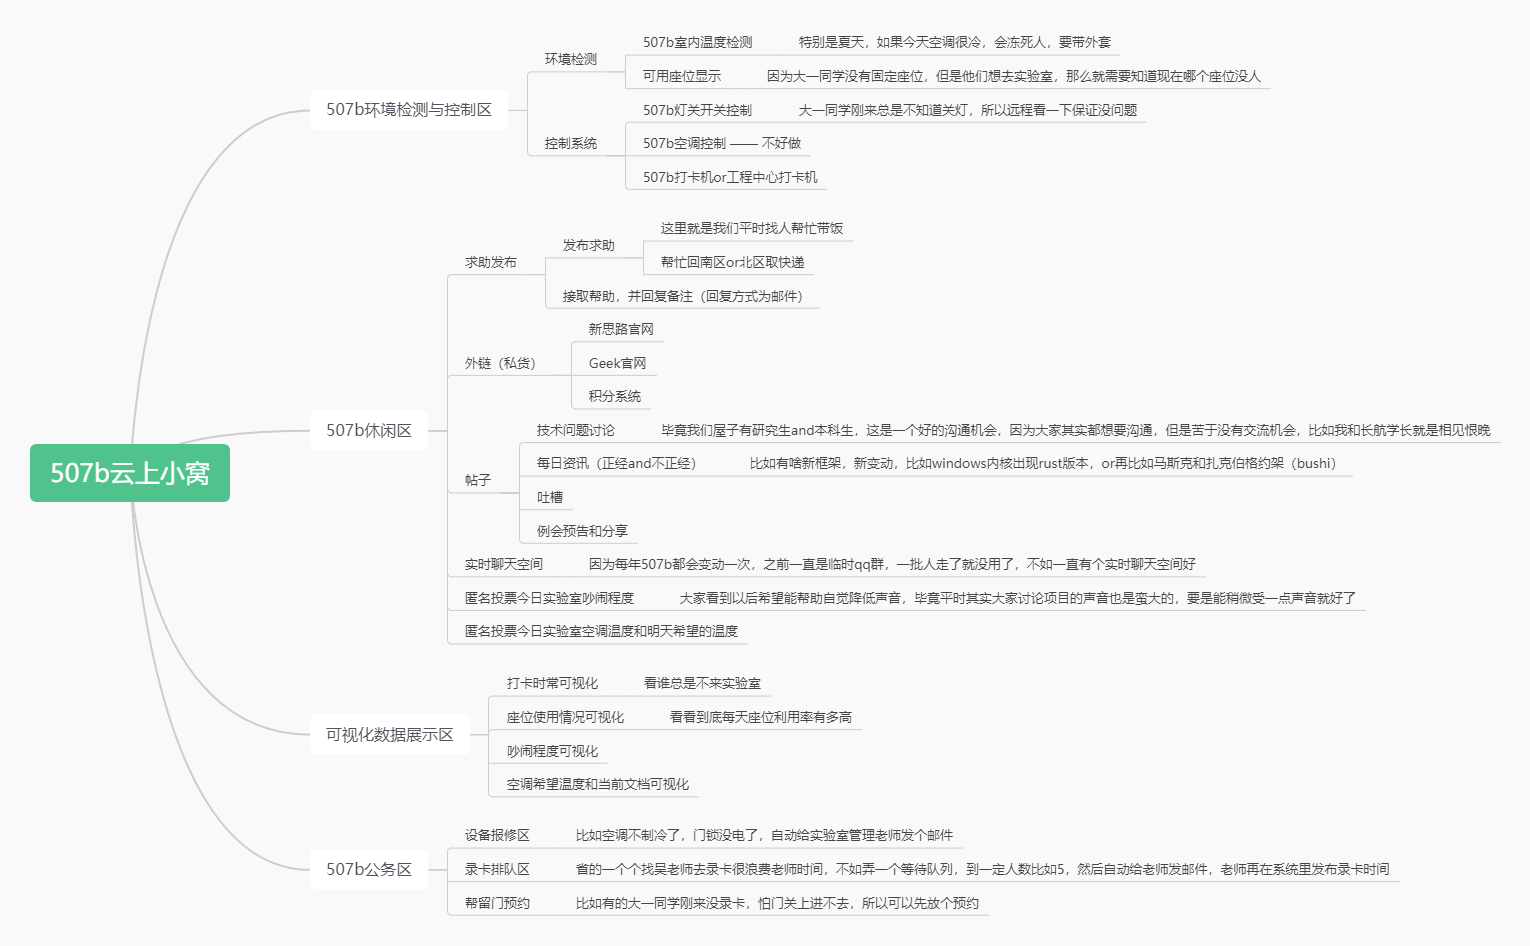 507b云上小窝
507b环境检测与控制区
环境检测
507b室内温度检测
特别是夏天，如果今天空调很冷，会冻死人，要带外套
可用座位显示
因为大一同学没有固定座位，但是他们想去实验室，那么就需要知道现在哪个座位没人
控制系统
507b灯关开关控制
大一同学刚来总是不知道关灯，所以远程看一下保证没问题
507b空调控制 —— 不好做
507b打卡机or工程中心打卡机
507b休闲区
求助发布
发布求助
这里就是我们平时找人帮忙带饭
帮忙回南区or北区取快递
接取帮助，并回复备注（回复方式为邮件）
外链（私货）
新思路官网
Geek官网
积分系统
帖子
技术问题讨论
毕竟我们屋子有研究生and本科生，这是一个好的沟通机会，因为大家其实都想要沟通，但是苦于没有交流机会，比如我和长航学长就是相见恨晚
每日资讯（正经and不正经）
比如有啥新框架，新变动，比如windows内核出现rust版本，or再比如马斯克和扎克伯格约架（bushi）
吐槽
例会预告和分享
实时聊天空间
因为每年507b都会变动一次，之前一直是临时qq群，一批人走了就没用了，不如一直有个实时聊天空间好
匿名投票今日实验室吵闹程度
大家看到以后希望能帮助自觉降低声音，毕竟平时其实大家讨论项目的声音也是蛮大的，要是能稍微受一点声音就好了
匿名投票今日实验室空调温度和明天希望的温度
可视化数据展示区
打卡时常可视化
看谁总是不来实验室
座位使用情况可视化
看看到底每天座位利用率有多高
吵闹程度可视化
空调希望温度和当前文档可视化
507b公务区
设备报修区
比如空调不制冷了，门锁没电了，自动给实验室管理老师发个邮件
录卡排队区
省的一个个找吴老师去录卡很浪费老师时间，不如弄一个等待队列，到一定人数比如5，然后自动给老师发邮件，老师再在系统里发布录卡时间
帮留门预约
比如有的大一同学刚来没录卡，怕门关上进不去，所以可以先放个预约